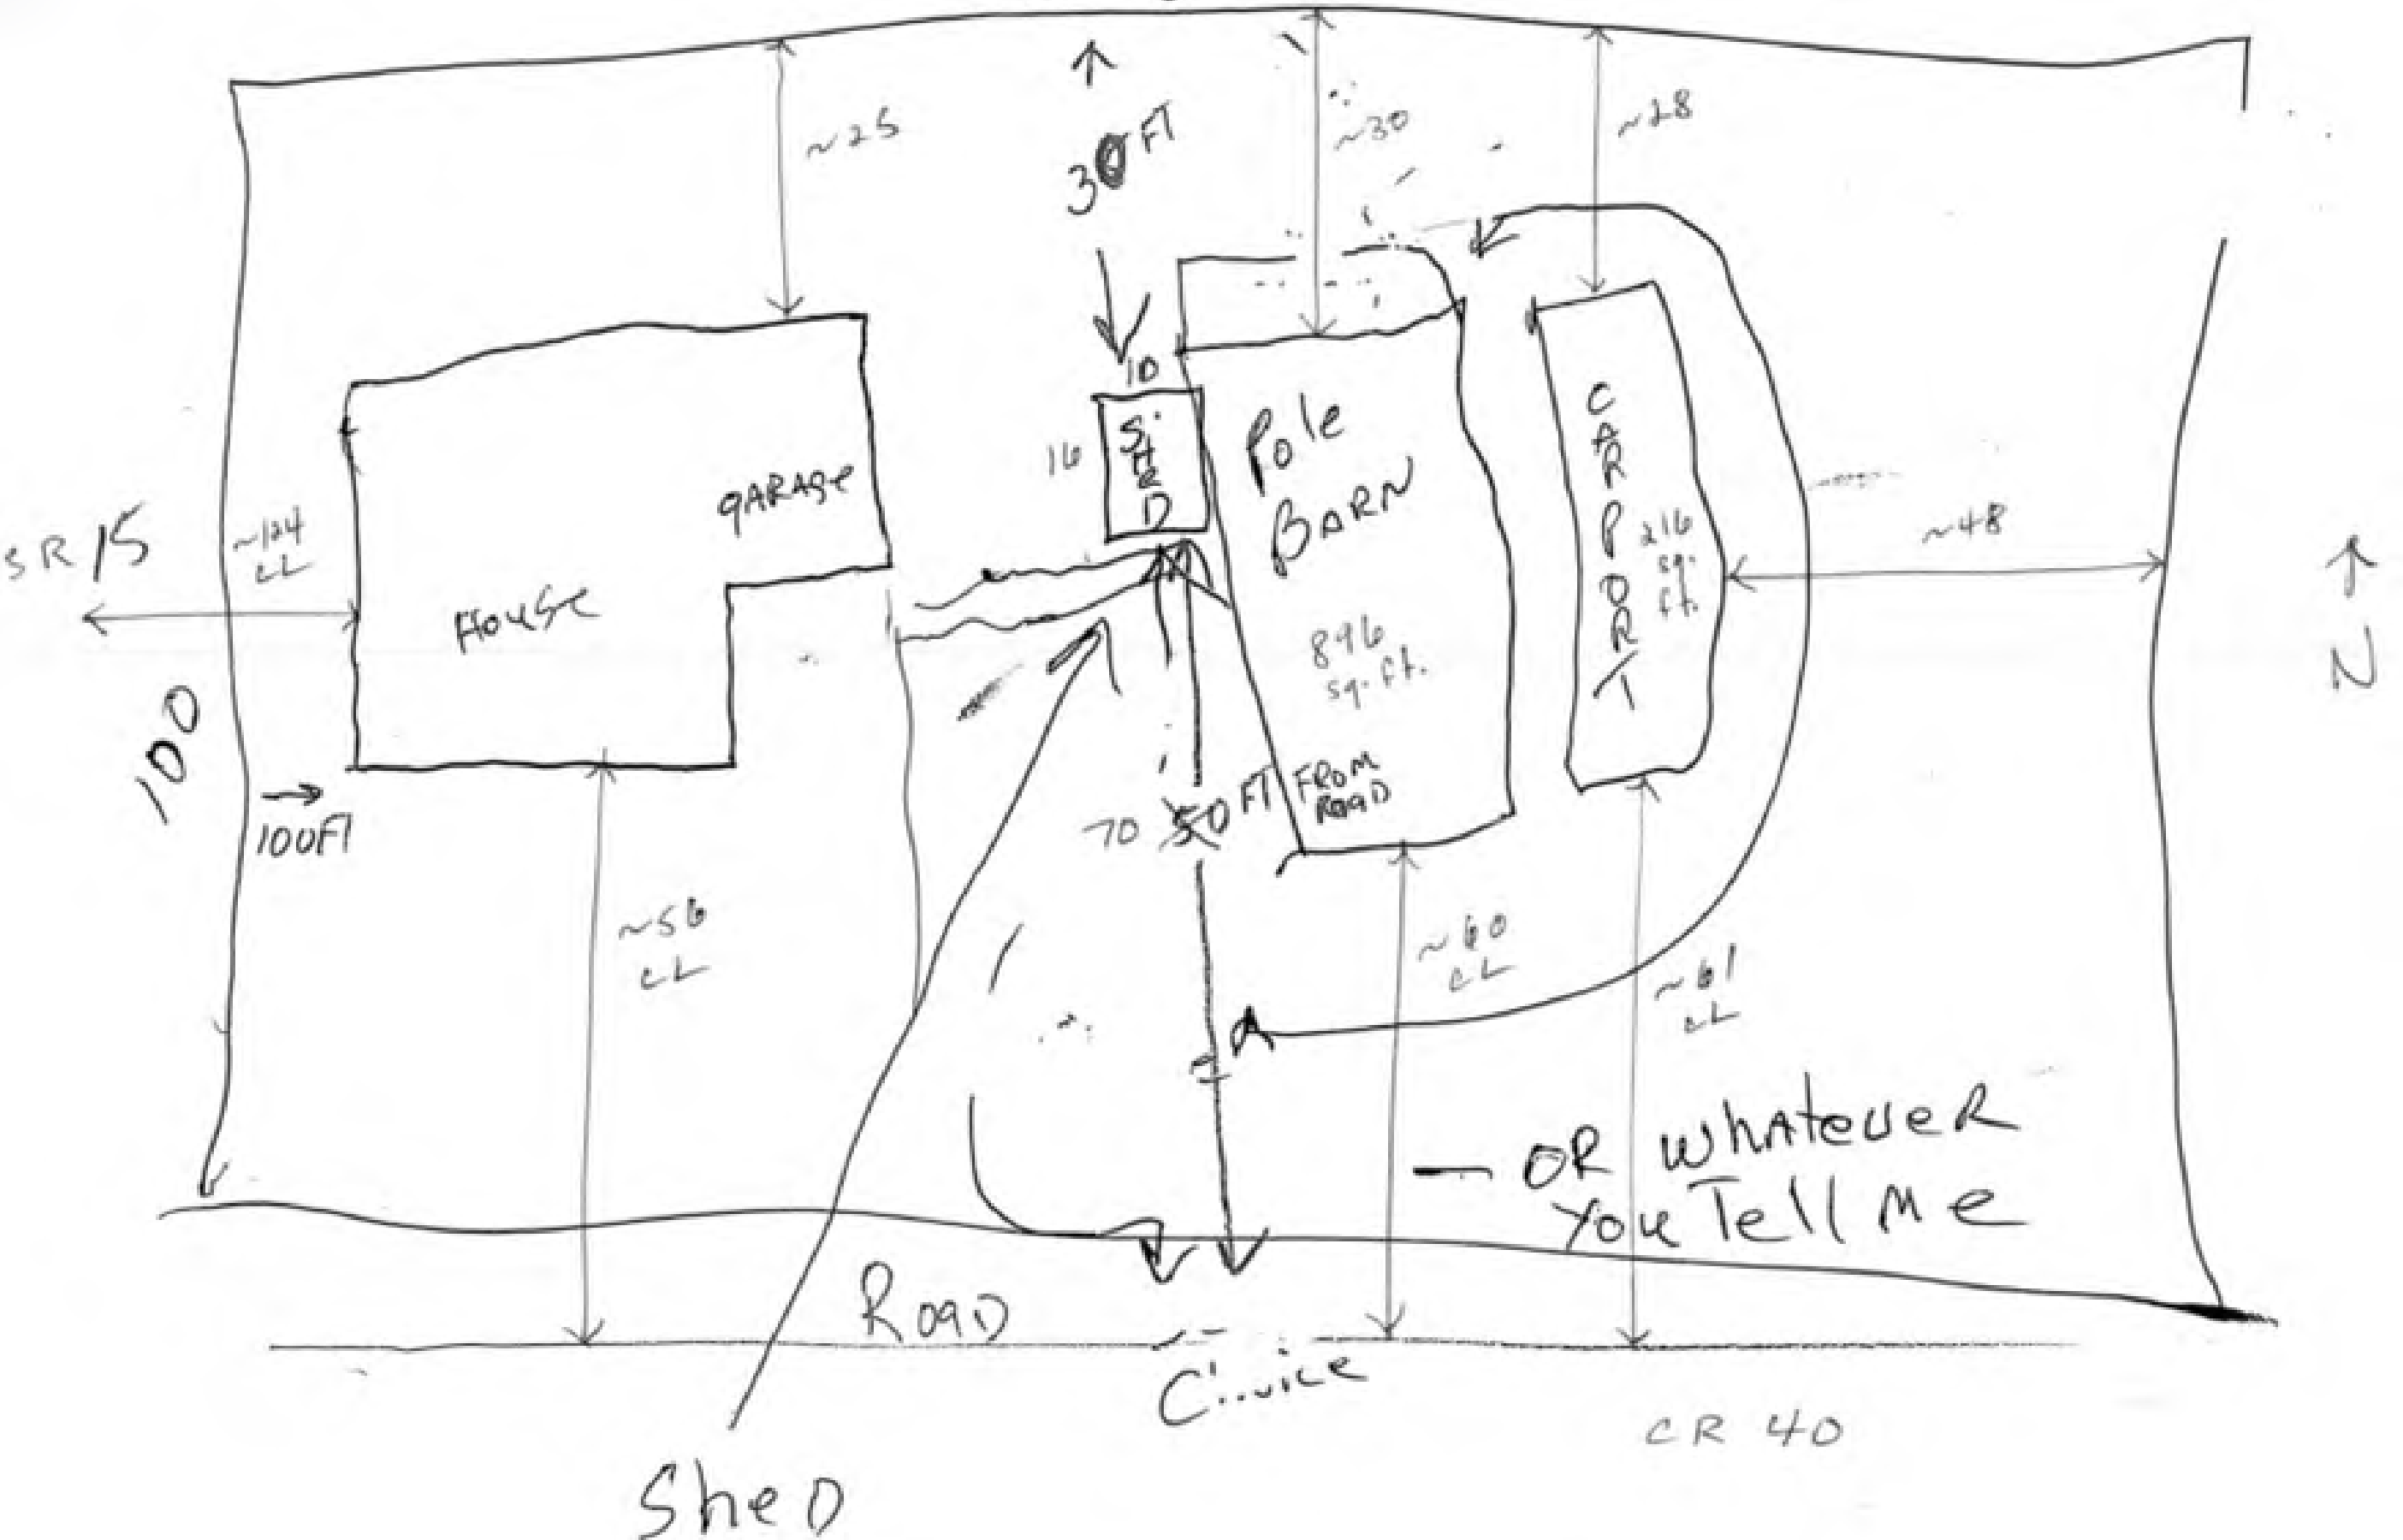 ~25
30 FT
~30
~28
10
16
SHED
Pole
BARN
CARPORT
216
sq.
ft.
~48
GARAGE
House
SR 15
~124
CL
N
896
sq. ft.
100
100FT
70 50 FT FROM
ROAD
~56
CL
~60
CL
~61
CL
— OR whatever
you Tell me
ROAD
CR 40
Shed